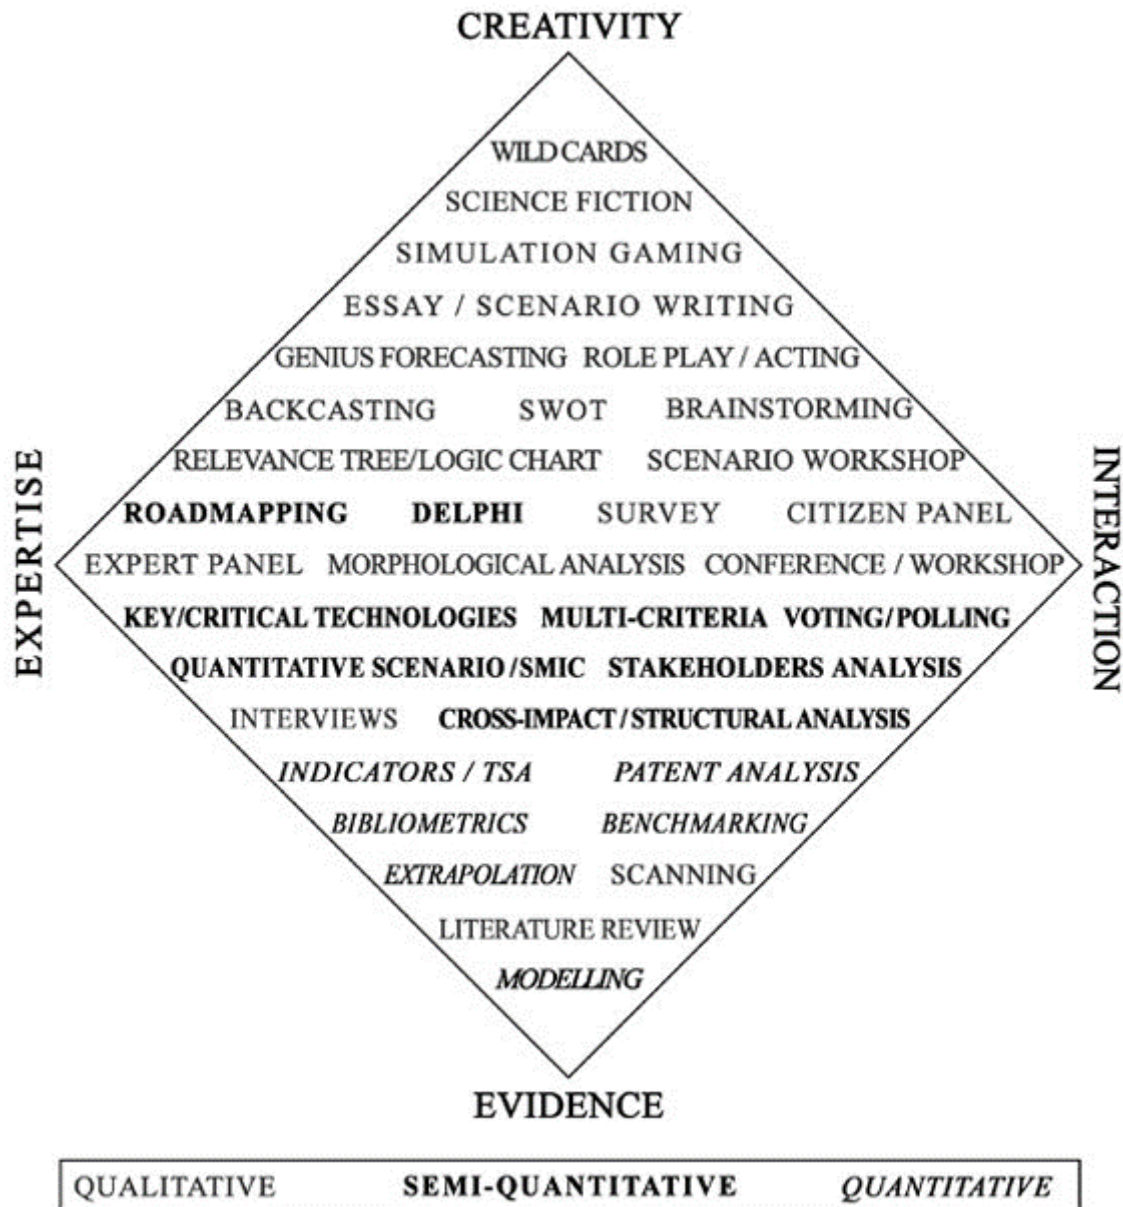 CREATIVITY
WILD CARDS
SCIENCE FICTION
SIMULATION GAMING
ESSAY / SCENARIO WRITING
GENIUS FORECASTING ROLE PLAY / ACTING
BACKCASTING SWOT BRAINSTORMING
RELEVANCE TREE/LOGIC CHART SCENARIO WORKSHOP
ROADMAPPING DELPHI SURVEY CITIZEN PANEL
EXPERT PANEL MORPHOLOGICAL ANALYSIS CONFERENCE / WORKSHOP
KEY/CRITICAL TECHNOLOGIES MULTI-CRITERIA VOTING/POLLING
QUANTITATIVE SCENARIO/SMIC STAKEHOLDERS ANALYSIS
INTERVIEWS CROSS-IMPACT / STRUCTURAL ANALYSIS
INDICATORS / TSA PATENT ANALYSIS
BIBLIOMETRICS BENCHMARKING
EXTRAPOLATION SCANNING
LITERATURE REVIEW
MODELLING
EXPERTISE
INTERACTION
EVIDENCE
QUALITATIVE SEMI-QUANTITATIVE QUANTITATIVE